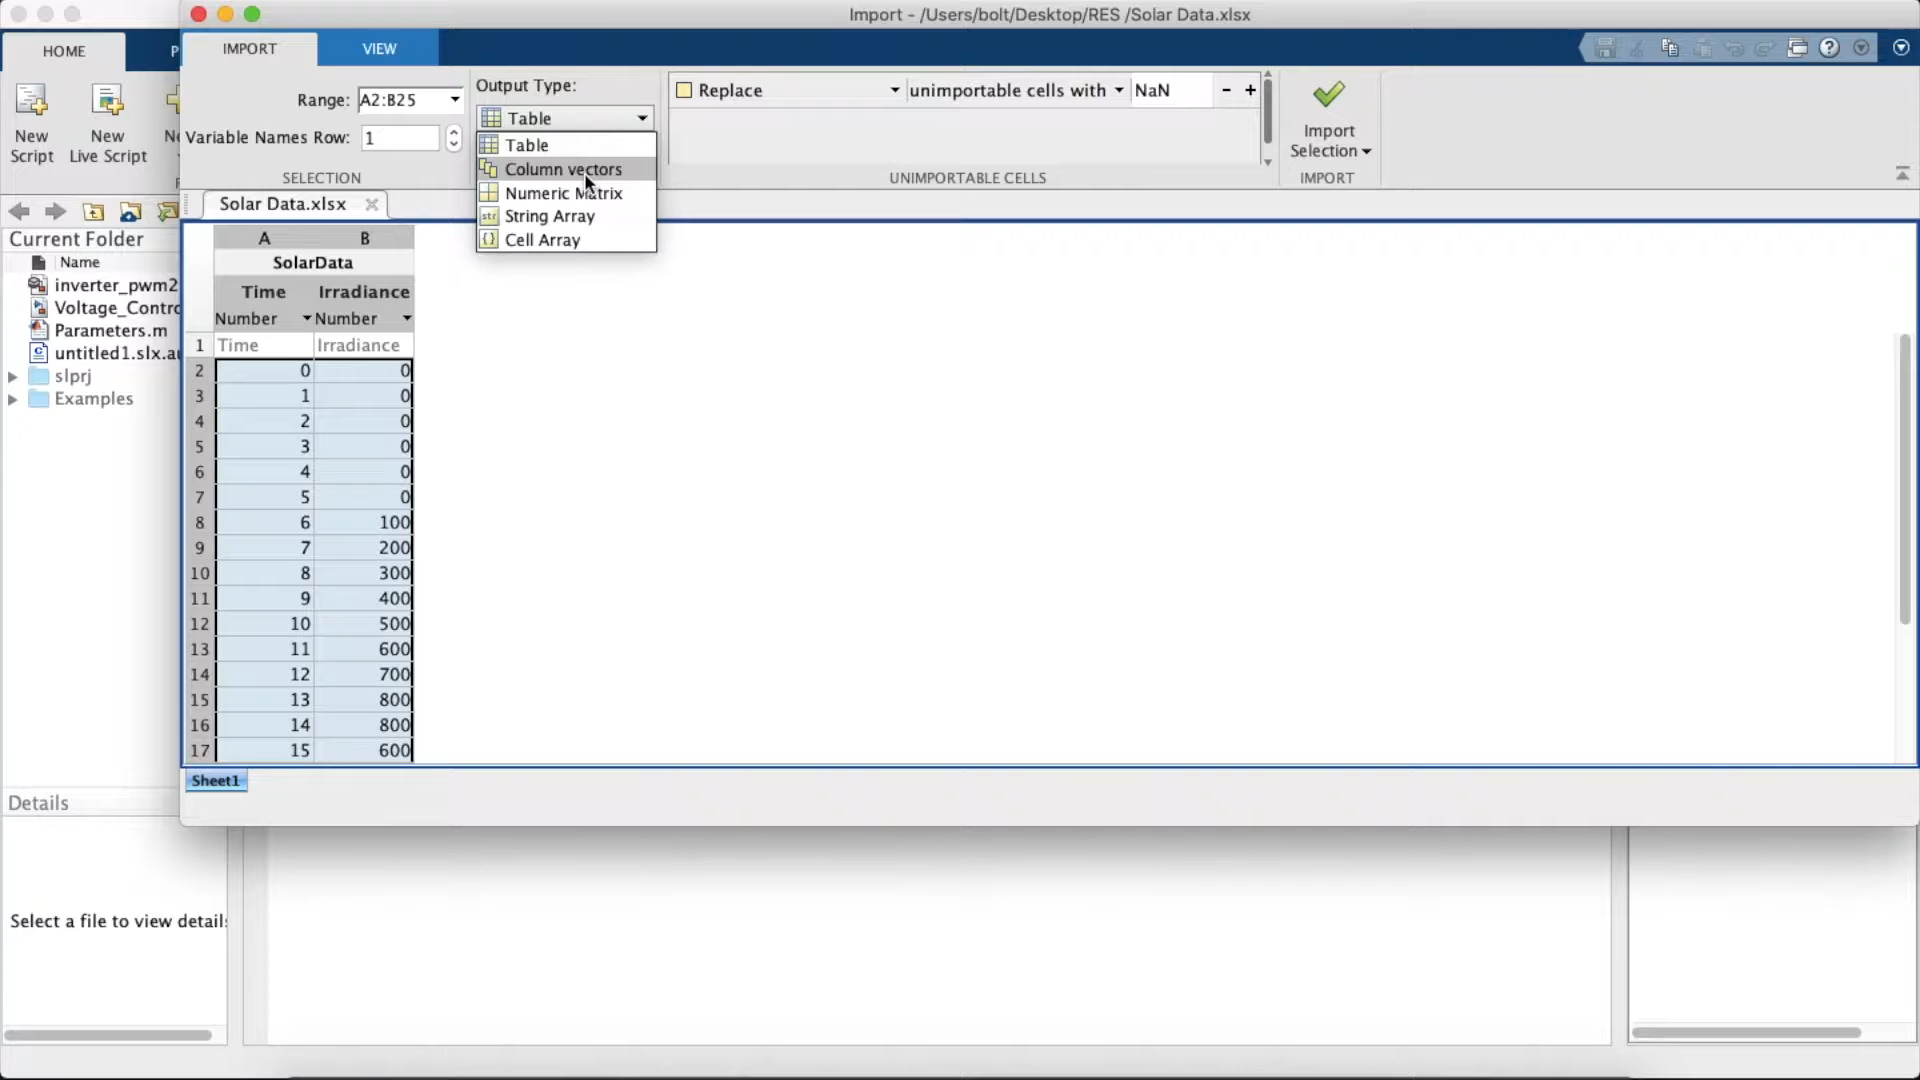 Import - /Users/bolt/Desktop/RES /Solar Data.xlsx
HOME
IMPORT
VIEW
New Script
New Live Script
Range: A2:B25
Variable Names Row: 1
SELECTION
Output Type:
Table
Table
Column vectors
Numeric Matrix
String Array
Cell Array
Replace
unimportable cells with
NaN
- +
UNIMPORTABLE CELLS
Import Selection
IMPORT
Solar Data.xlsx
Current Folder
Name
inverter_pwm2
Voltage_Contro
Parameters.m
untitled1.slx.au
slprj
Examples
A B
SolarData
Time Irradiance
Number Number
1 Time Irradiance
2 0 0
3 1 0
4 2 0
5 3 0
6 4 0
7 5 0
8 6 100
9 7 200
10 8 300
11 9 400
12 10 500
13 11 600
14 12 700
15 13 800
16 14 800
17 15 600
Sheet1
Details
Select a file to view details